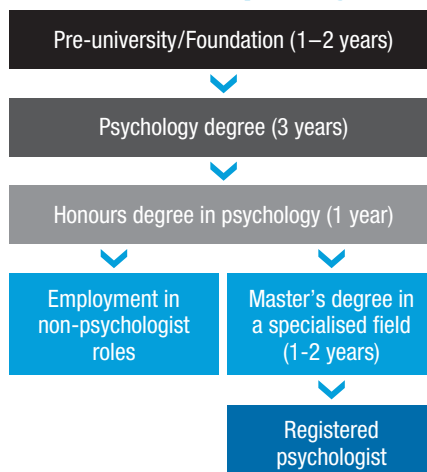 Pre-university/Foundation (1–2 years)
Psychology degree (3 years)
Honours degree in psychology (1 year)
Employment in
non-psychologist
roles
Master's degree in
a specialised field
(1-2 years)
Registered
psychologist